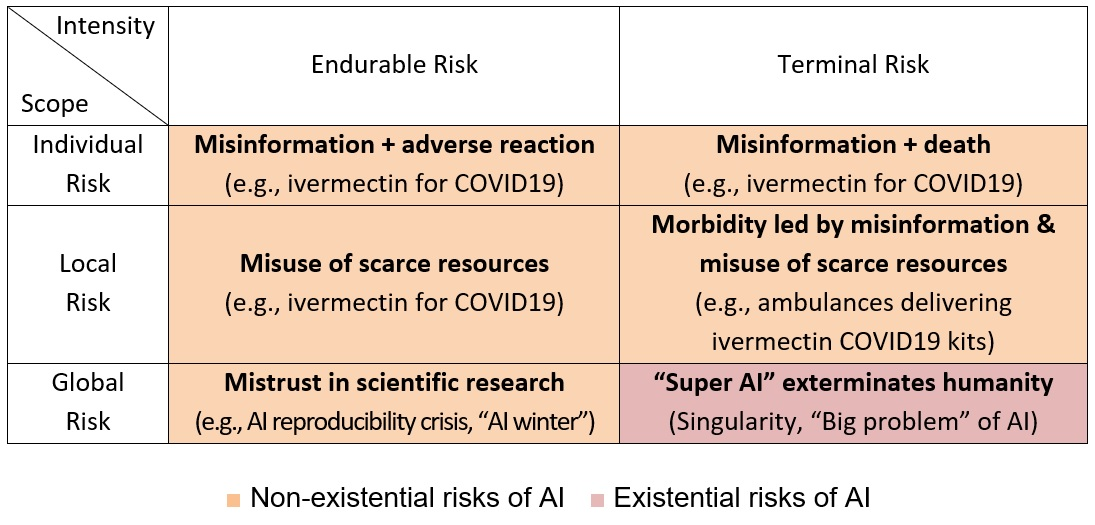 Intensity
Scope
Endurable Risk
Terminal Risk
Individual
Risk
Misinformation + adverse reaction
(e.g., ivermectin for COVID19)
Misinformation + death
(e.g., ivermectin for COVID19)
Local
Risk
Misuse of scarce resources
(e.g., ivermectin for COVID19)
Morbidity led by misinformation &
misuse of scarce resources
(e.g., ambulances delivering
ivermectin COVID19 kits)
Global
Risk
Mistrust in scientific research
(e.g., AI reproducibility crisis, “AI winter”)
“Super AI” exterminates humanity
(Singularity, “Big problem” of AI)
Non-existential risks of AI
Existential risks of AI